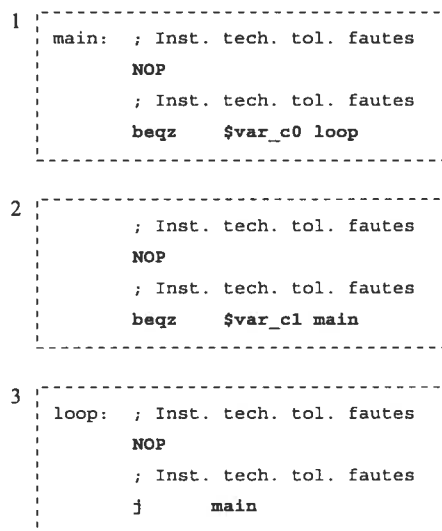 1
main: ; Inst. tech. tol. fautes
NOP
; Inst. tech. tol. fautes
beqz $var_c0 loop
2
; Inst. tech. tol. fautes
NOP
; Inst. tech. tol. fautes
beqz $var_c1 main
3
loop: ; Inst. tech. tol. fautes
NOP
; Inst. tech. tol. fautes
j main